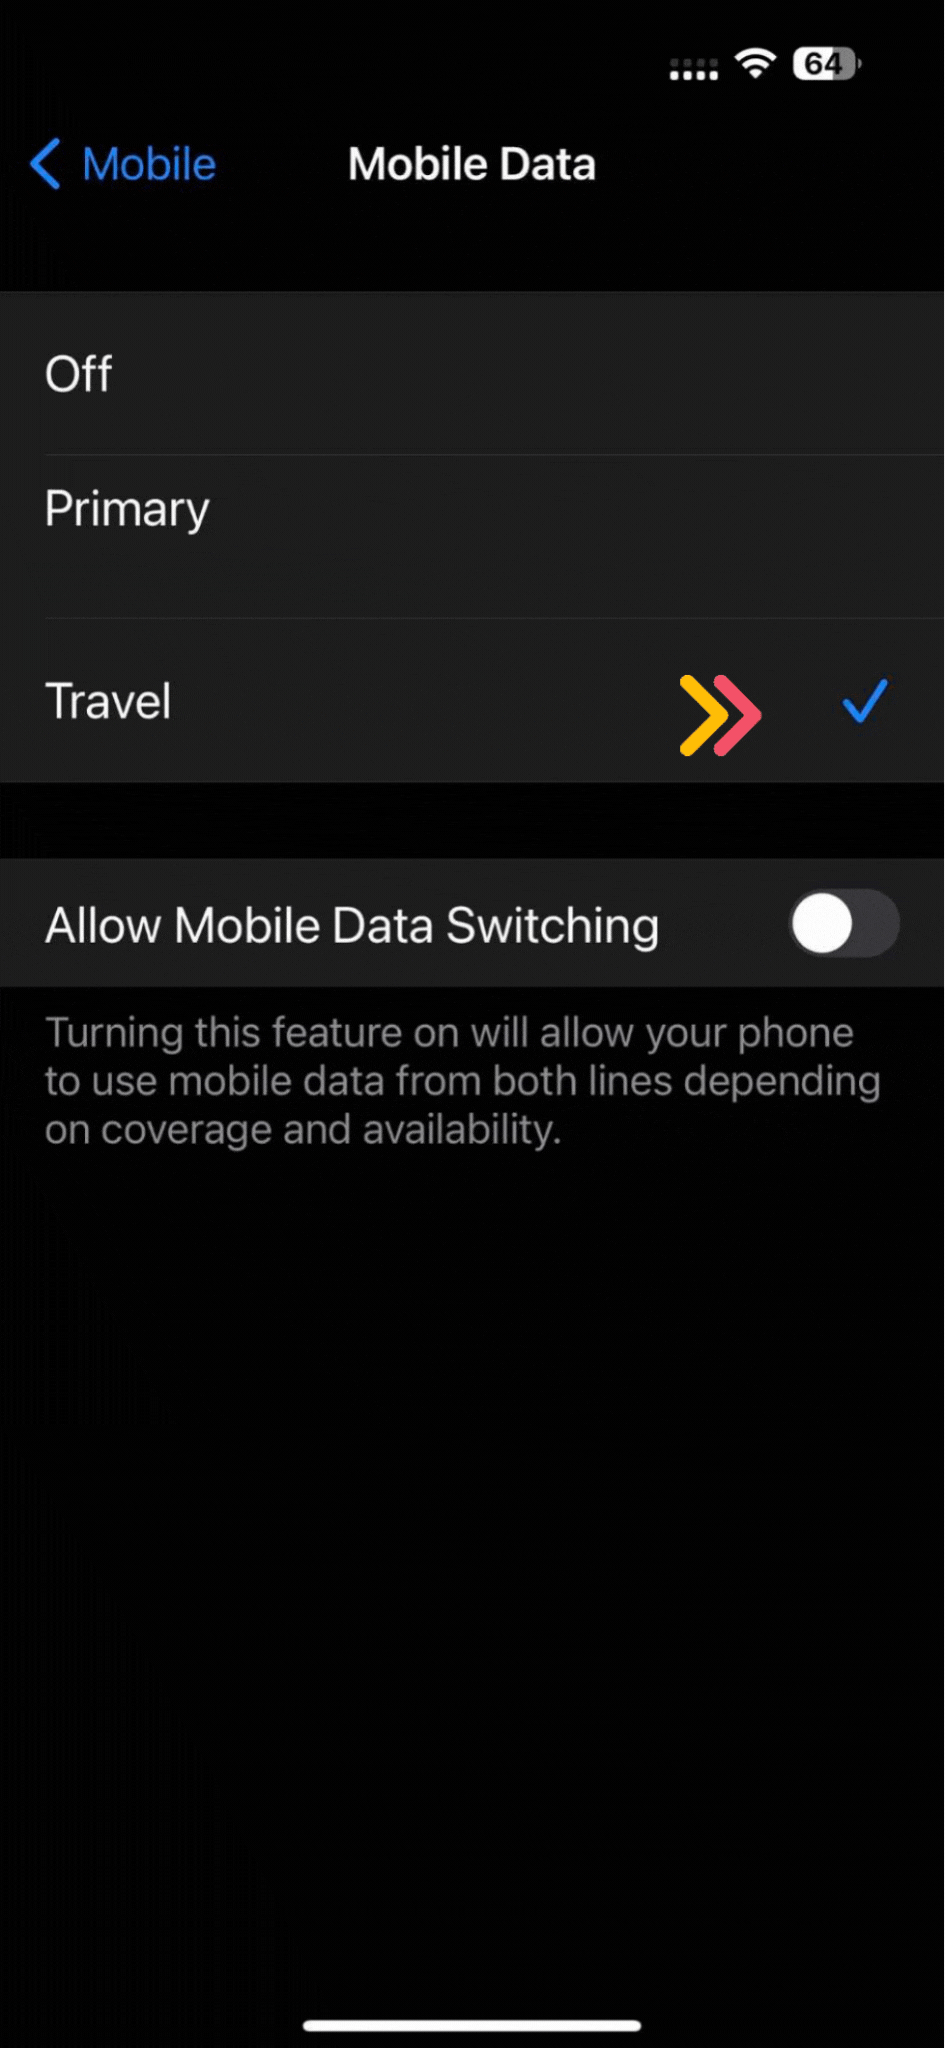 64
Mobile
Mobile Data
Off
Primary
Travel
Allow Mobile Data Switching
Turning this feature on will allow your phone
to use mobile data from both lines depending
on coverage and availability.